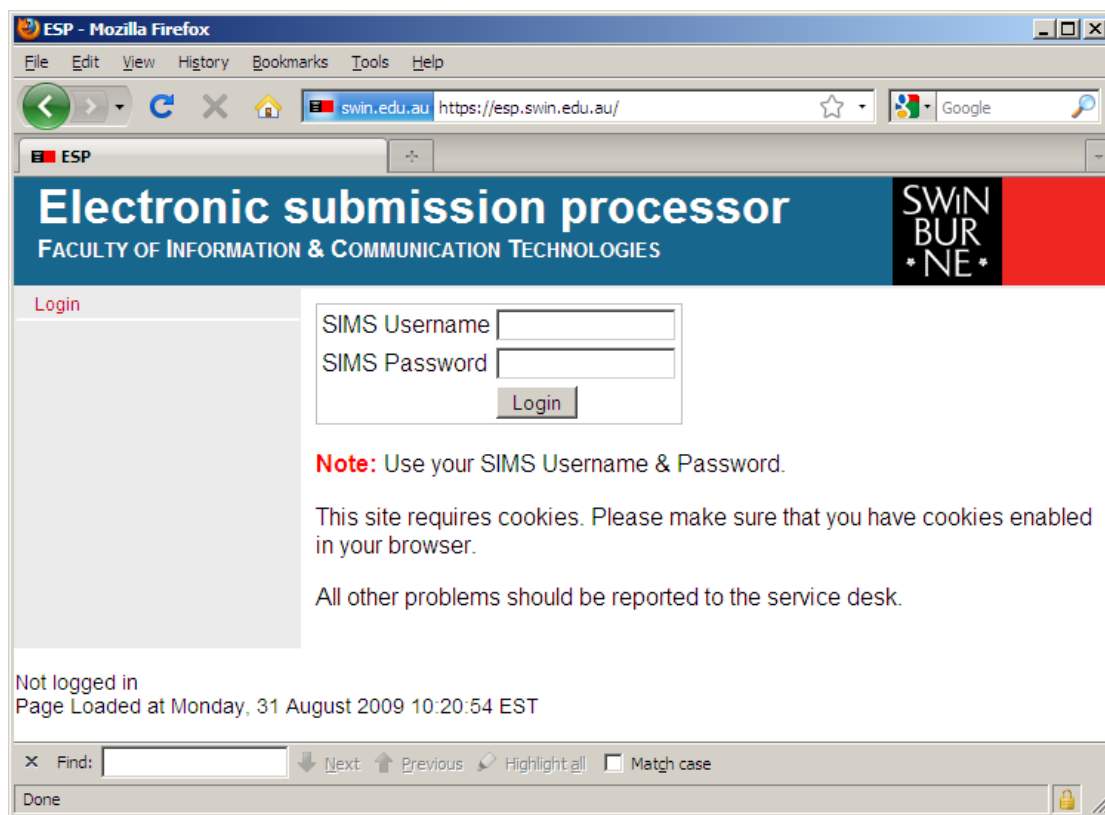 ESP - Mozilla Firefox
File Edit View History Bookmarks Tools Help
swin.edu.au https://esp.swin.edu.au/ Google
ESP
Electronic submission processor
FACULTY OF INFORMATION & COMMUNICATION TECHNOLOGIES
SWIN
BUR
* NE *
Login
SIMS Username
SIMS Password
Login
Note: Use your SIMS Username & Password.
This site requires cookies. Please make sure that you have cookies enabled
in your browser.
All other problems should be reported to the service desk.
Not logged in
Page Loaded at Monday, 31 August 2009 10:20:54 EST
Find: Next Previous Highlight all Match case
Done